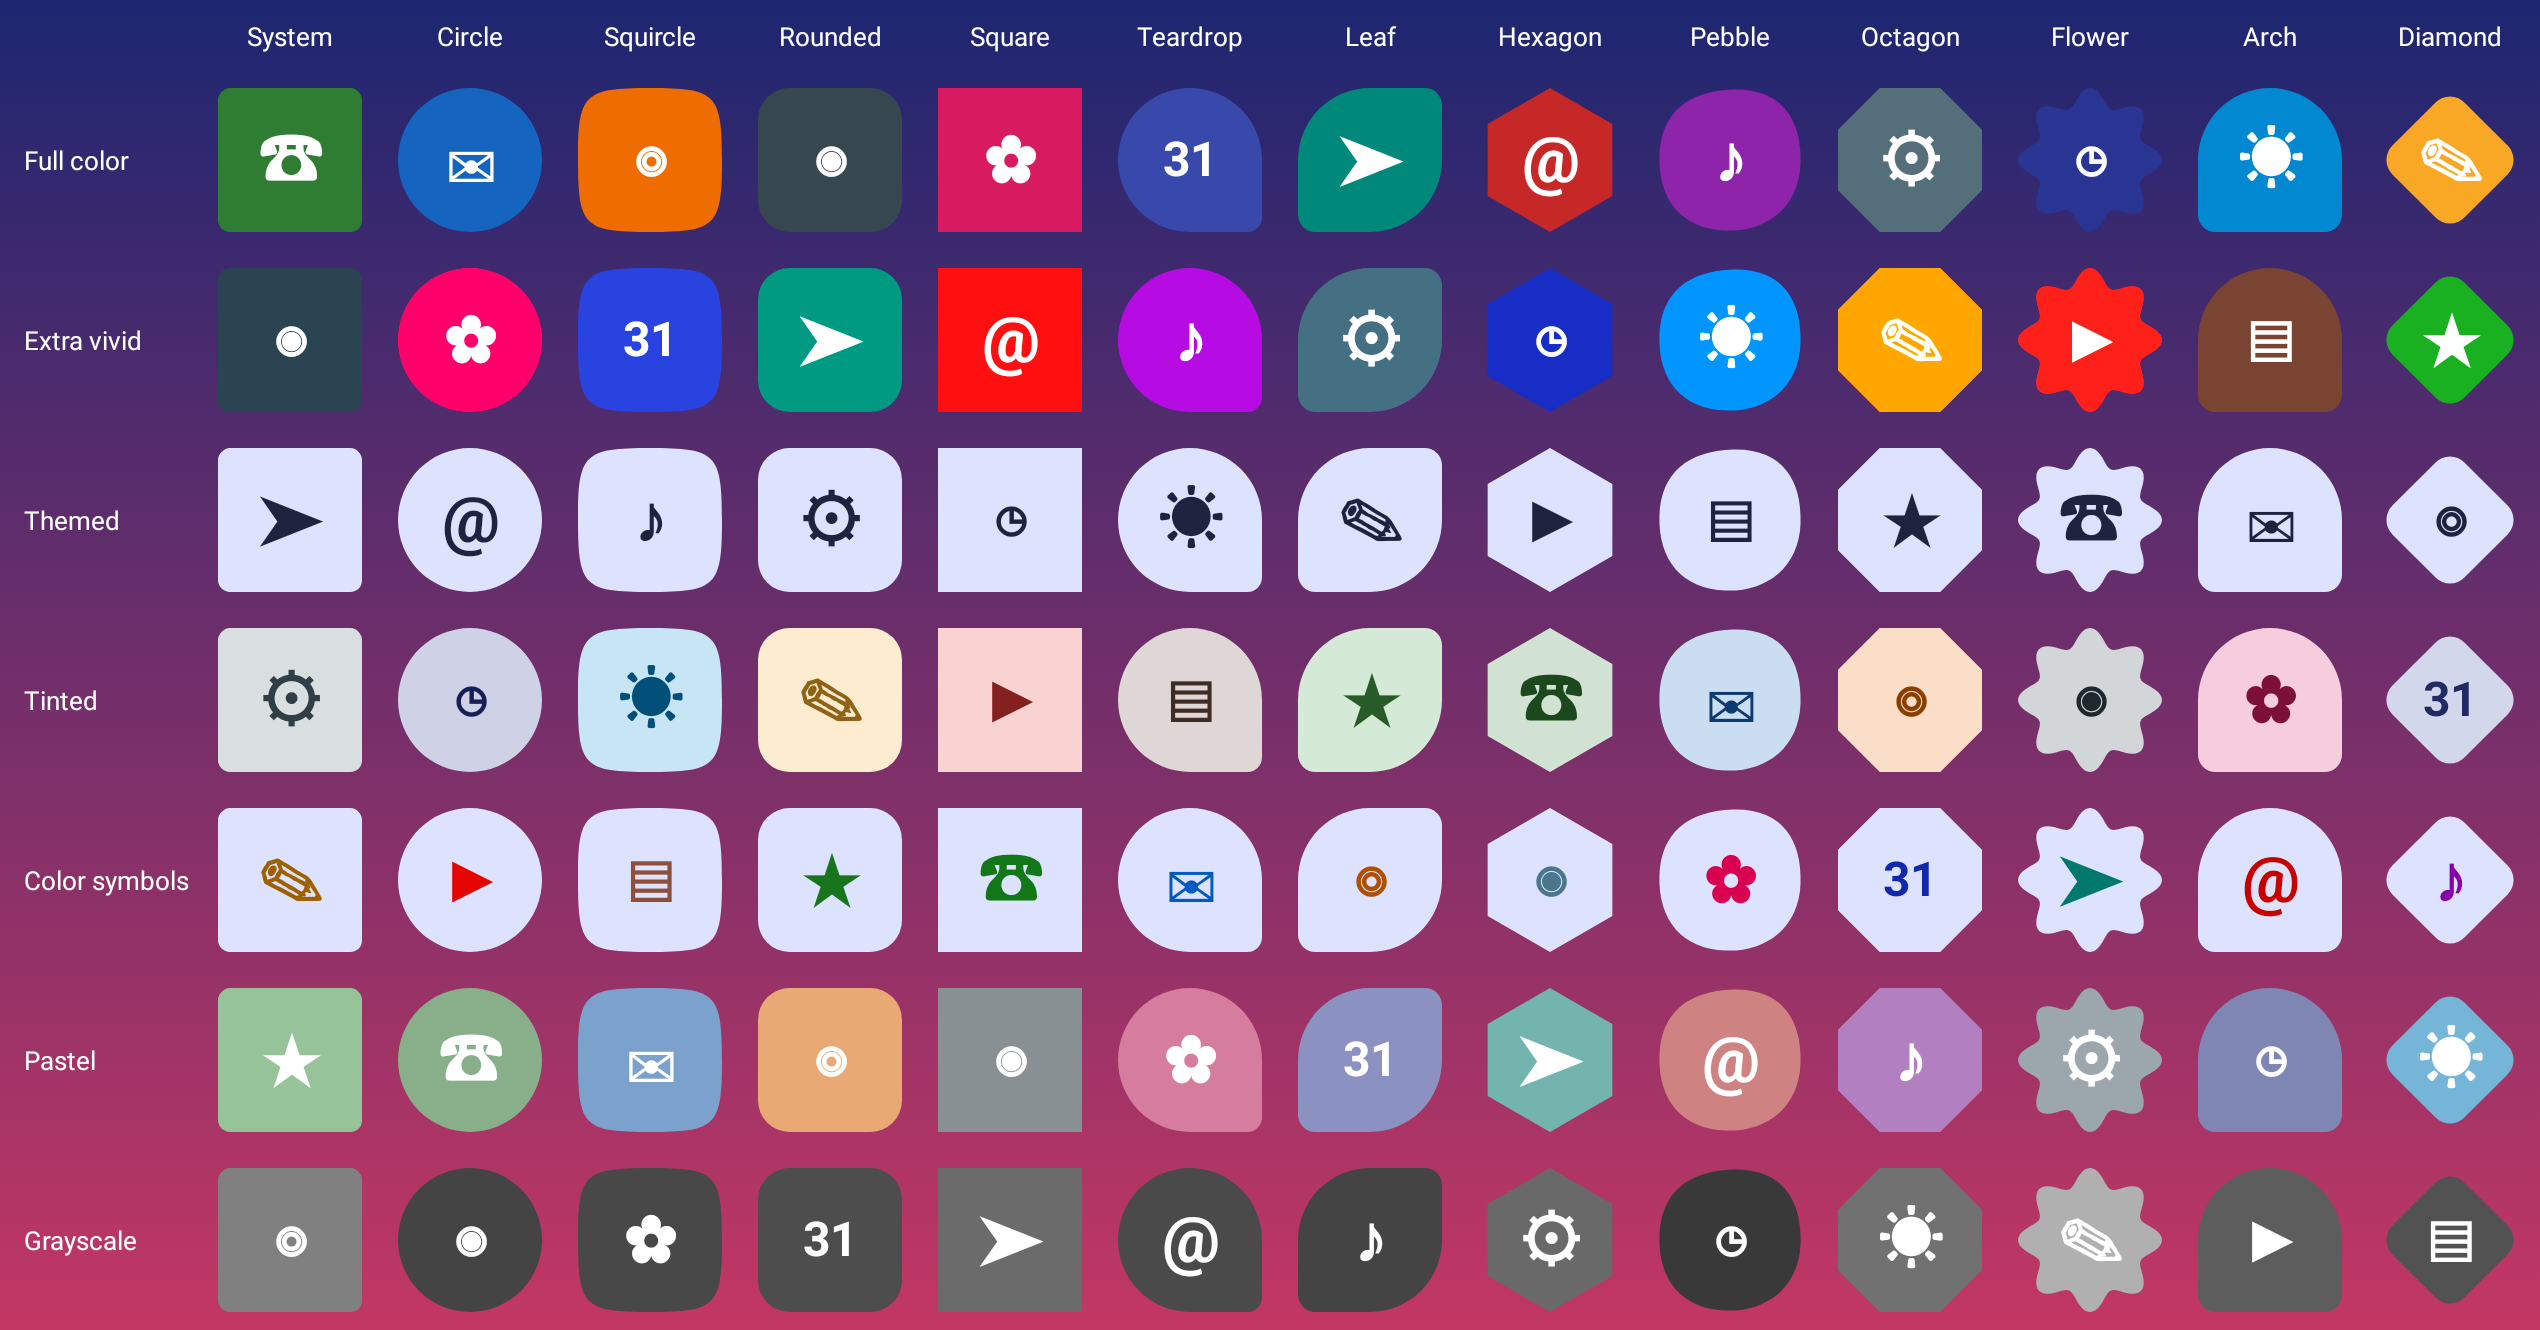 System Circle Squircle Rounded Square Teardrop Leaf Hexagon Pebble Octagon Flower Arch Diamond
Full color 31 @
Extra vivid 31 @
Themed @
Tinted 31
Color symbols 31 @
Pastel 31 @
Grayscale 31 @